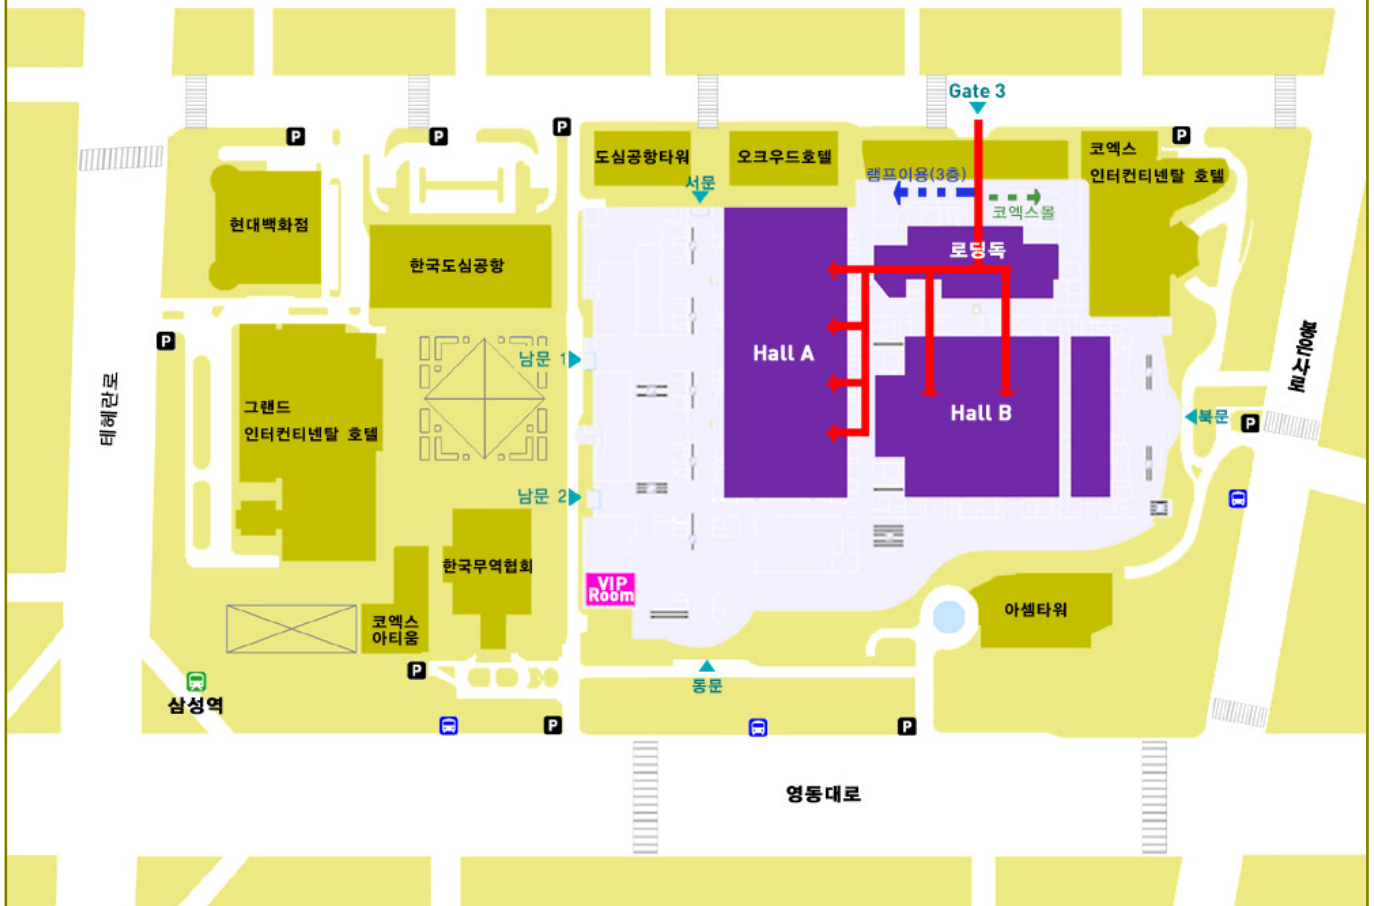 Gate 3
P
P
P
P
도심공항타워
오크우드호텔
코엑스
인터컨티넨탈 호텔
램프이용(3층)
서문
코엑스몰
현대백화점
한국도심공항
로딩독
P
남문 1
Hall A
봉은사로
테헤란로
그랜드
인터컨티넨탈 호텔
Hall B
북문
P
남문 2
한국무역협회
VIP
Room
아셈타워
코엑스
아티움
P
동문
삼성역
P
P
영동대로